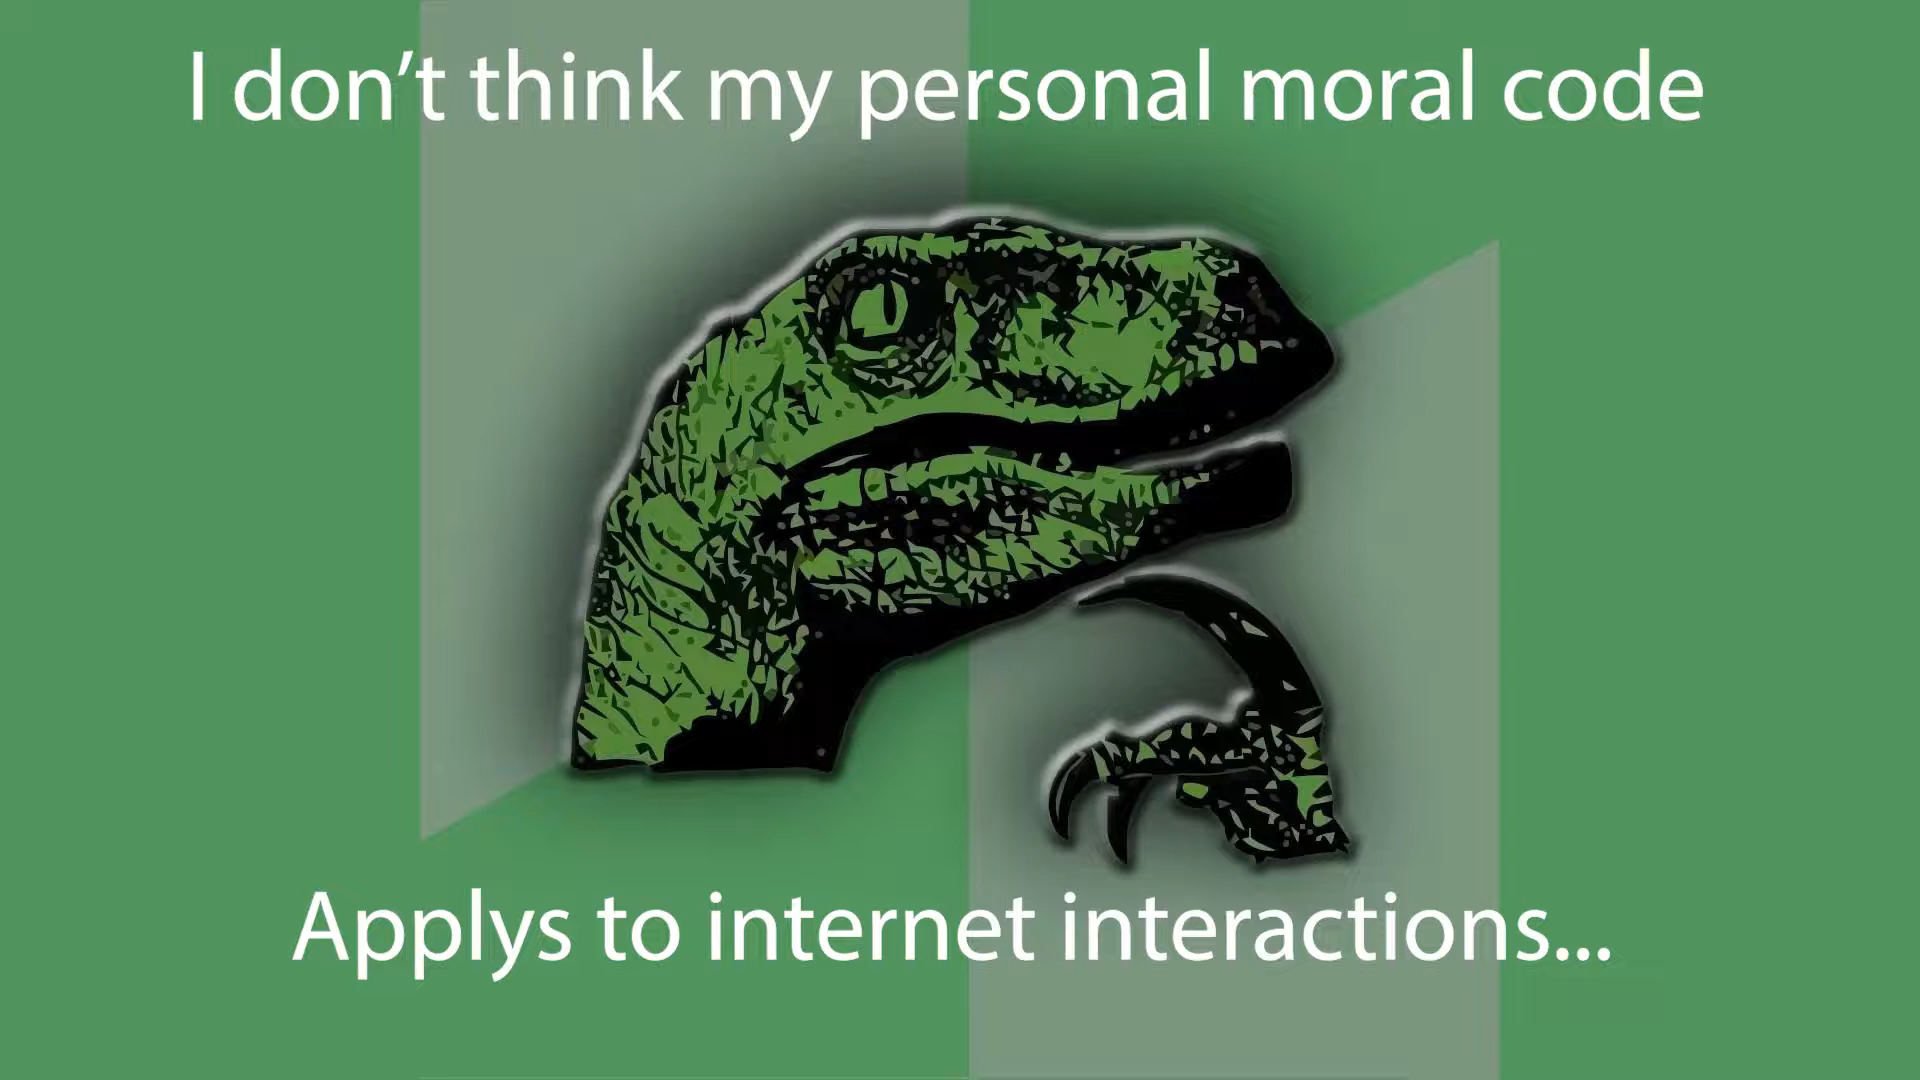 I don’t think my personal moral code
Applys to internet interactions...